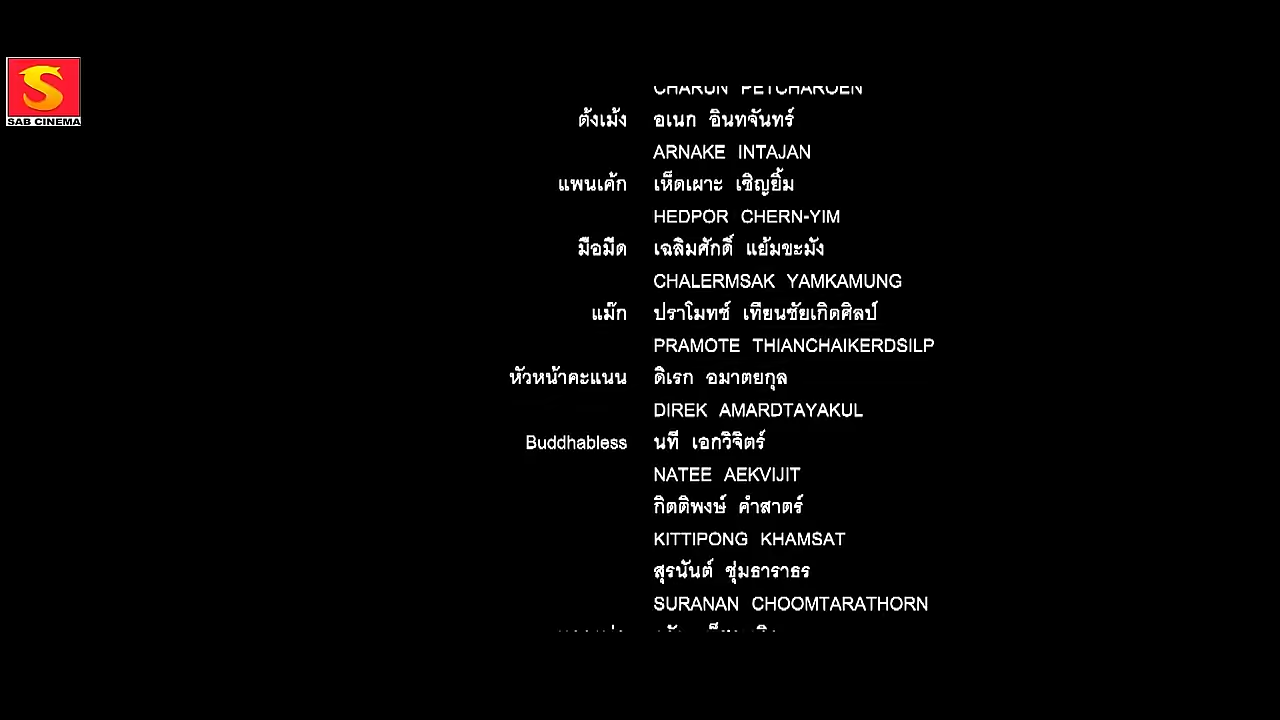 SAB CINEMA
CHARUN PETCHAROEN
ตังเม้ง อเนก อินทจันทร์
ARNAKE INTAJAN
แพนเค้ก เห็ดเผาะ เชิญยิ้ม
HEDPOR CHERN-YIM
มือมืด เฉลิมศักดิ์ แย้มขะมัง
CHALERMSAK YAMKAMUNG
แม๊ก ปราโมทช์ เทียนชัยเกิดศิลป์
PRAMOTE THIANCHAIKERDSILP
หัวหน้าคะแนน ดิเรก อมาตยกุล
DIREK AMARDTAYAKUL
Buddhabless นที เอกวิจิตร์
NATEE AEKVIJIT
กิตติพงษ์ คำสาตร์
KITTIPONG KHAMSAT
สุรนันต์ ชุ่มธาราธร
SURANAN CHOOMTARATHORN